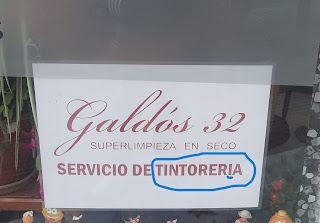 Galdós 32
SUPERLIMPIEZA EN SECO
SERVICIO DE TINTORERIA